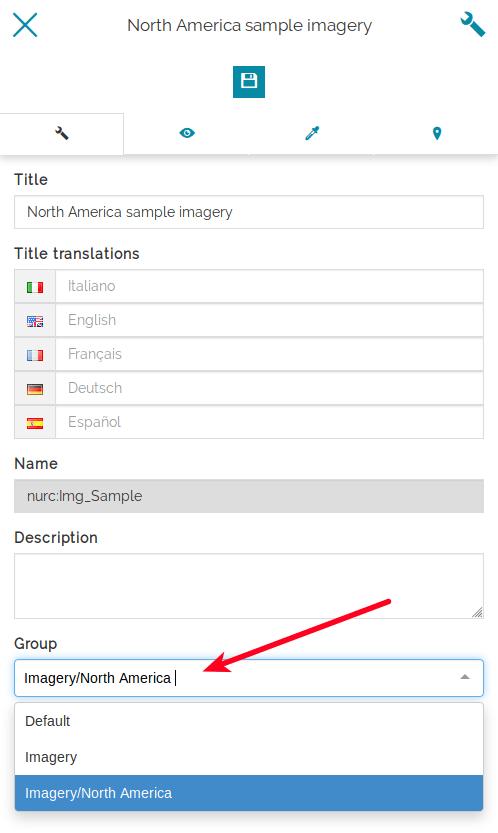 North America sample imagery
Title
North America sample imagery
Title translations
Italiano
English
Français
Deutsch
Español
Name
nurc:Img_Sample
Description
Group
Imagery/North America
Default
Imagery
Imagery/North America